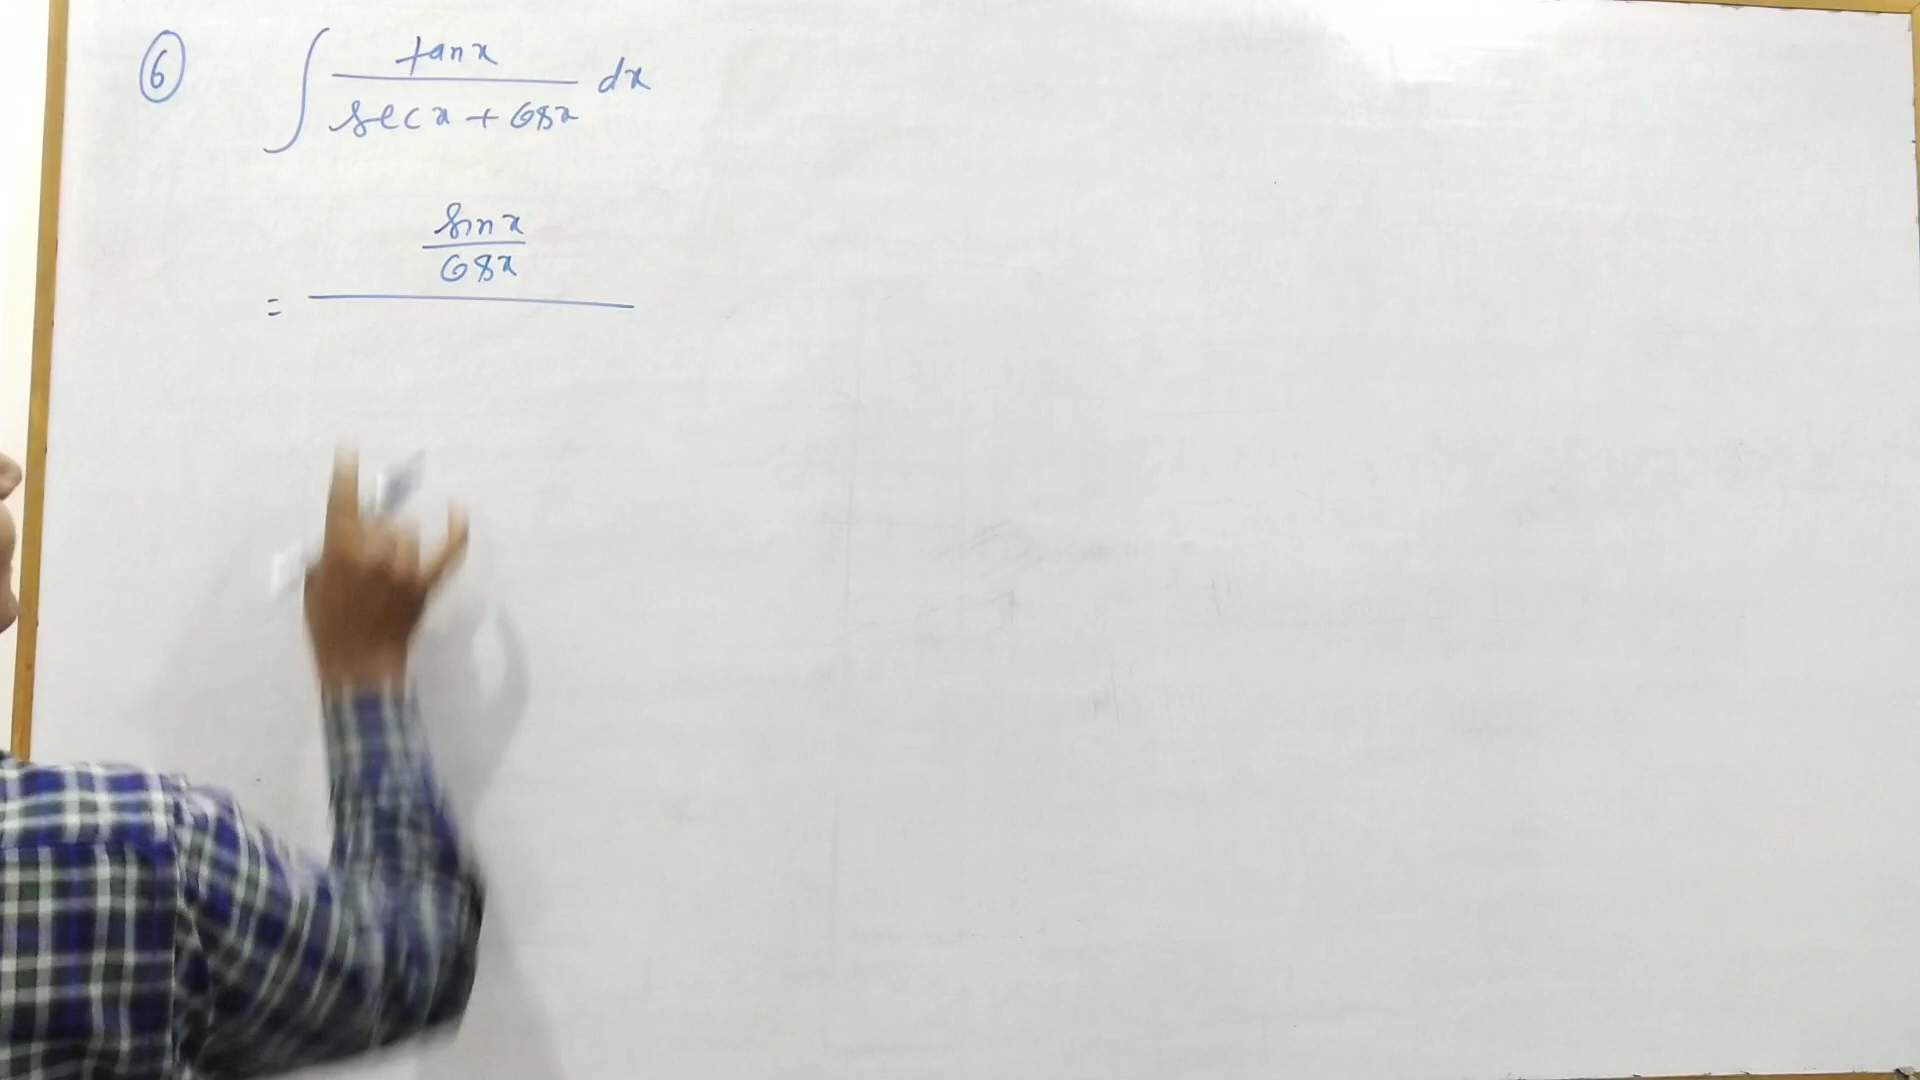 ⑥ ∫ tanx / secx + cosx dx
= sinx / cosx